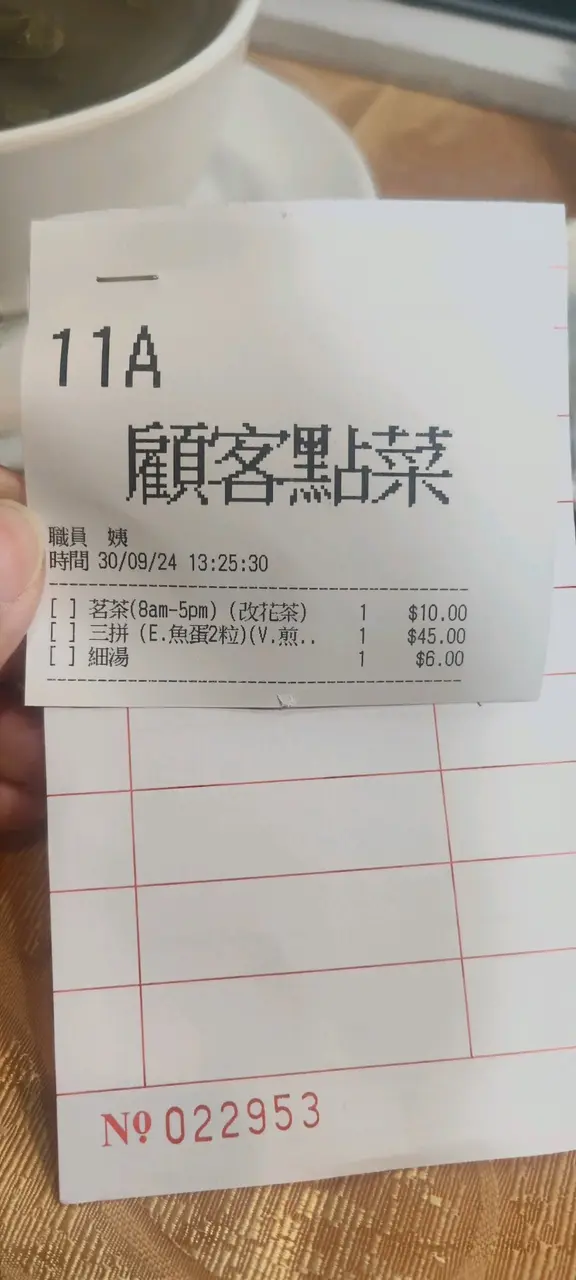 11A
顧客點菜
職員 姨
時間 30/09/24 13:25:30
[ ] 茗茶(8am-5pm) (改花茶) 1 $10.00
[ ] 三拼 (E.魚蛋2粒)(V.煎.. 1 $45.00
[ ] 細湯 1 $6.00
Nº 022953